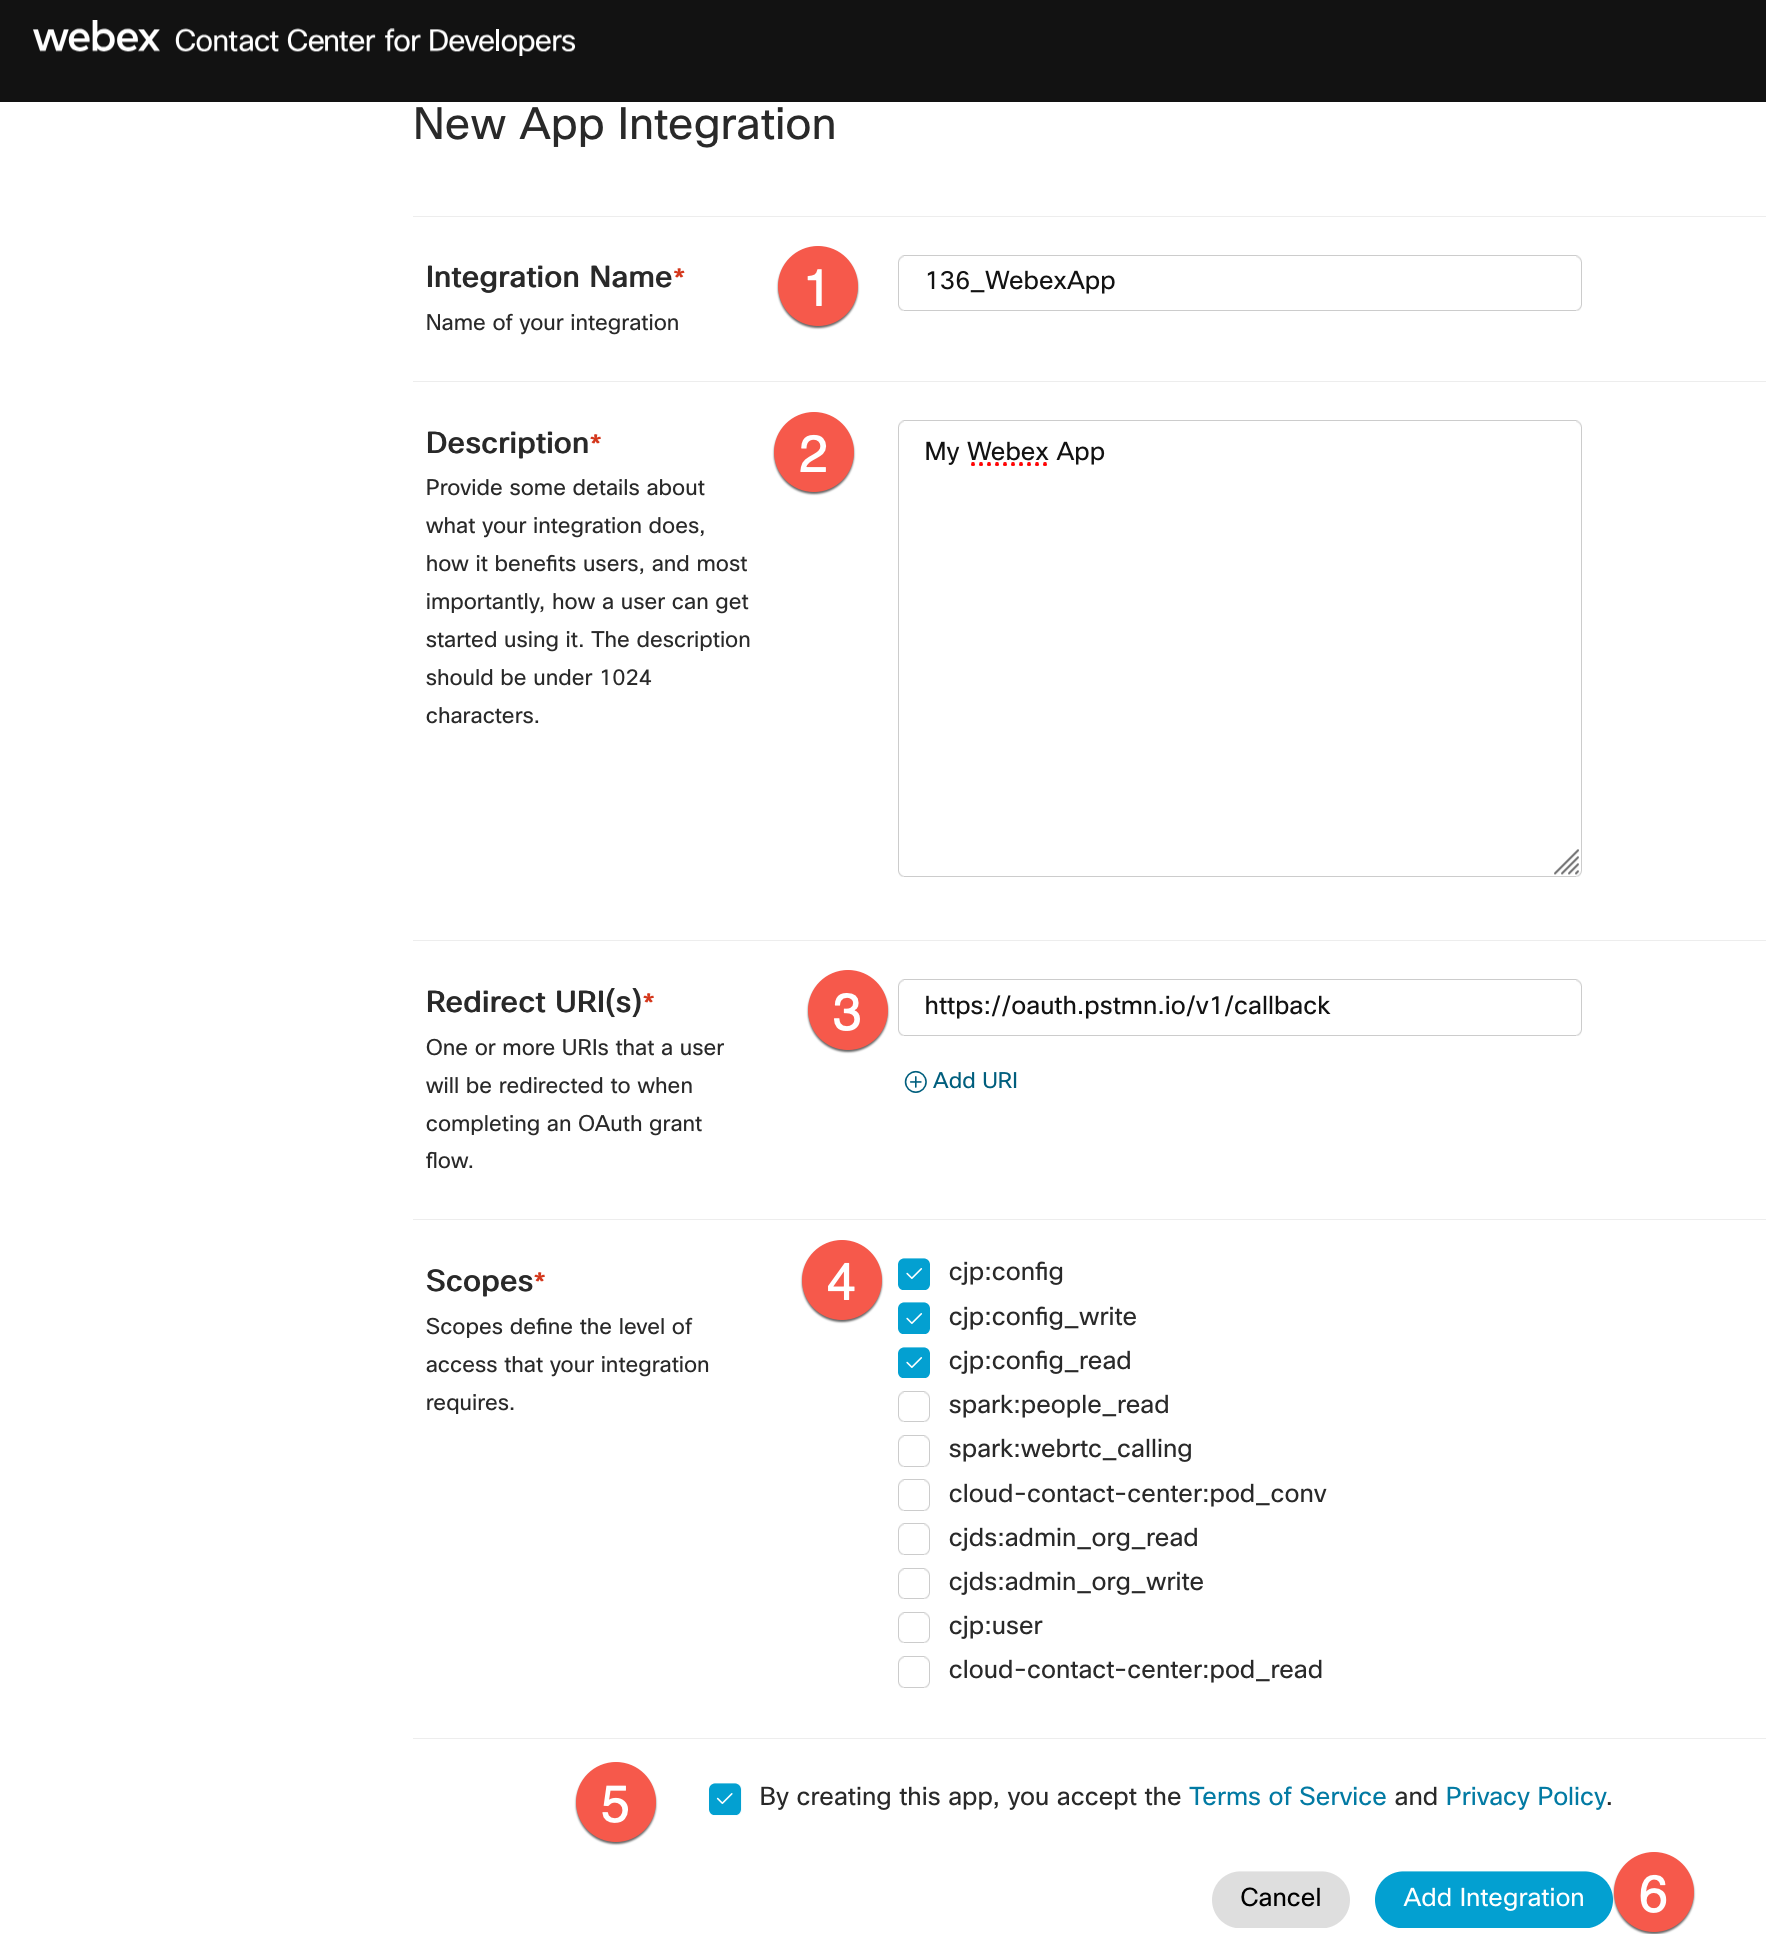 webex Contact Center for Developers
New App Integration
Integration Name*
Name of your integration
1
136_WebexApp
Description*
Provide some details about
what your integration does,
how it benefits users, and most
importantly, how a user can get
started using it. The description
should be under 1024
characters.
2
My Webex App
Redirect URI(s)*
One or more URIs that a user
will be redirected to when
completing an OAuth grant
flow.
3
https://oauth.pstmn.io/v1/callback
Add URI
Scopes*
Scopes define the level of
access that your integration
requires.
4
cjp:config
cjp:config_write
cjp:config_read
spark:people_read
spark:webrtc_calling
cloud-contact-center:pod_conv
cjds:admin_org_read
cjds:admin_org_write
cjp:user
cloud-contact-center:pod_read
5
By creating this app, you accept the Terms of Service and Privacy Policy.
Cancel
Add Integration
6